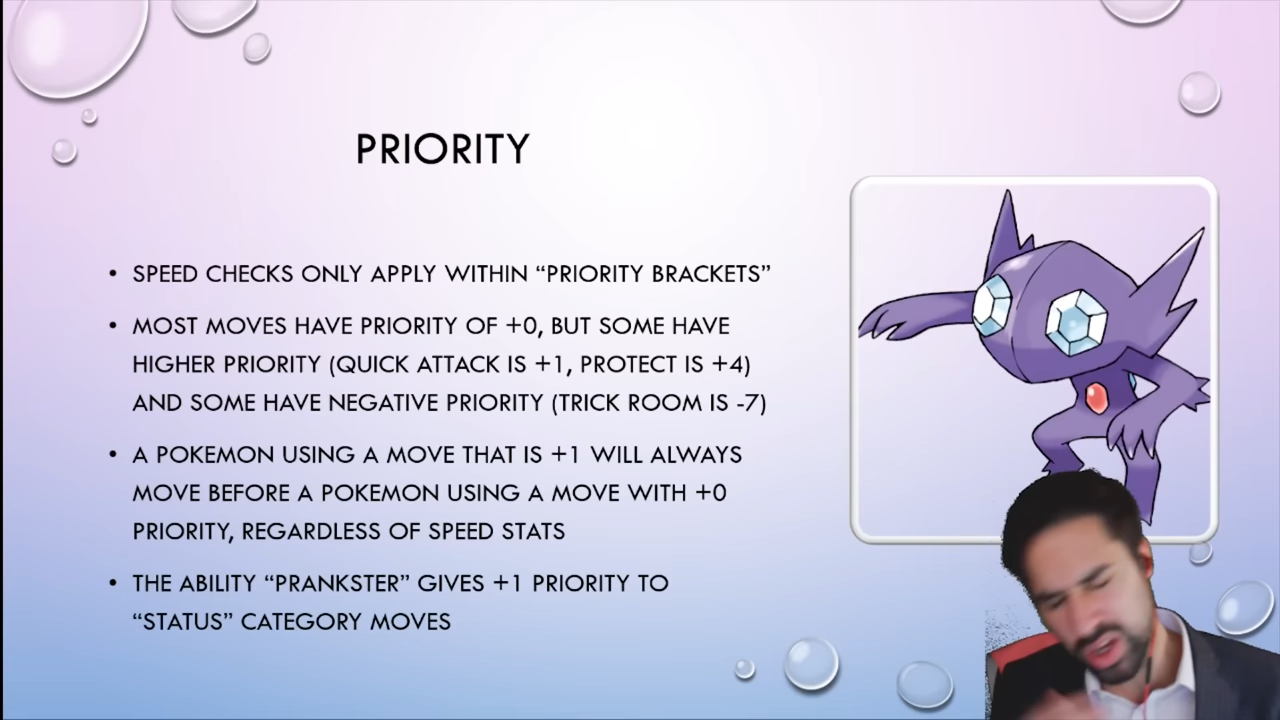 PRIORITY
• SPEED CHECKS ONLY APPLY WITHIN “PRIORITY BRACKETS”
• MOST MOVES HAVE PRIORITY OF +0, BUT SOME HAVE
HIGHER PRIORITY (QUICK ATTACK IS +1, PROTECT IS +4)
AND SOME HAVE NEGATIVE PRIORITY (TRICK ROOM IS -7)
• A POKEMON USING A MOVE THAT IS +1 WILL ALWAYS
MOVE BEFORE A POKEMON USING A MOVE WITH +0
PRIORITY, REGARDLESS OF SPEED STATS
• THE ABILITY “PRANKSTER” GIVES +1 PRIORITY TO
“STATUS” CATEGORY MOVES